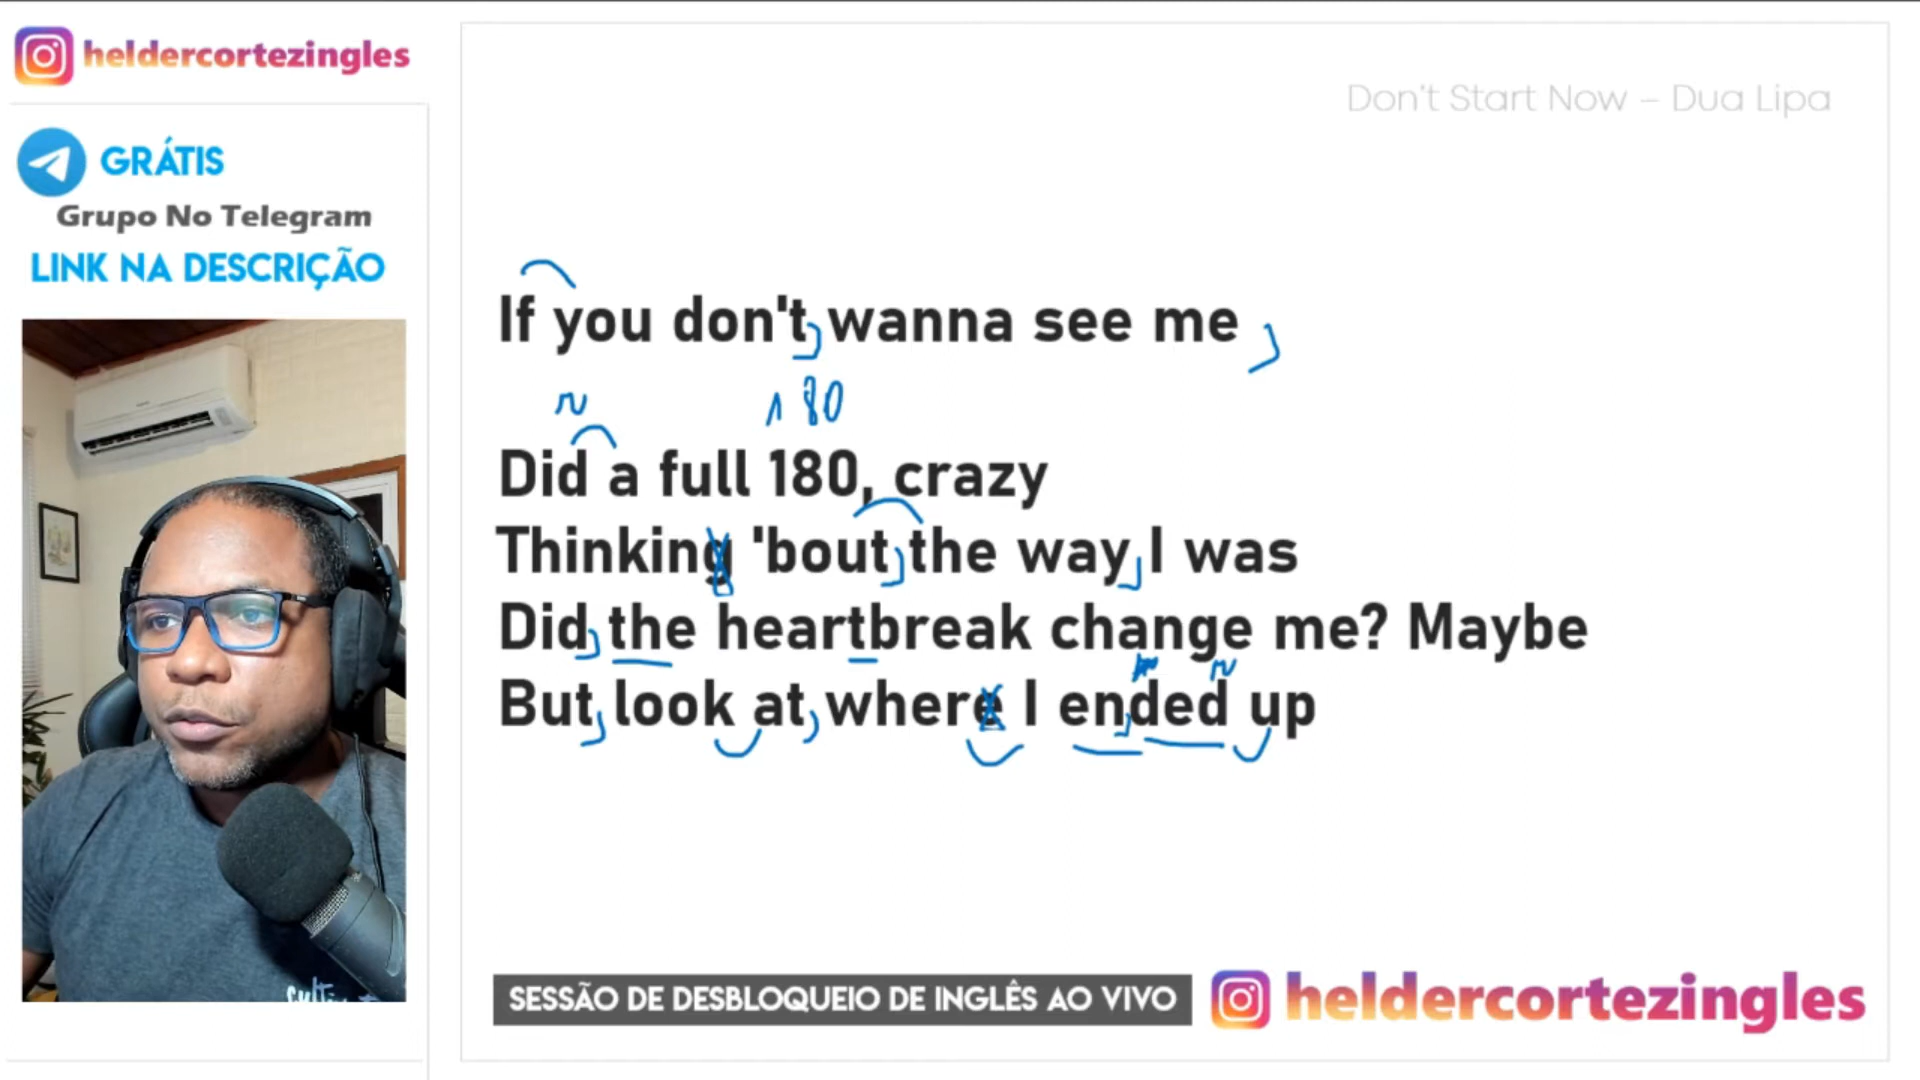 heldercortezingles
GRÁTIS
Grupo No Telegram
LINK NA DESCRIÇÃO
Don't Start Now – Dua Lipa
If you don't wanna see me
180
Did a full 180, crazy
Thinking 'bout the way I was
Did the heartbreak change me? Maybe
But look at where I ended up
SESSÃO DE DESBLOQUEIO DE INGLÊS AO VIVO
heldercortezingles